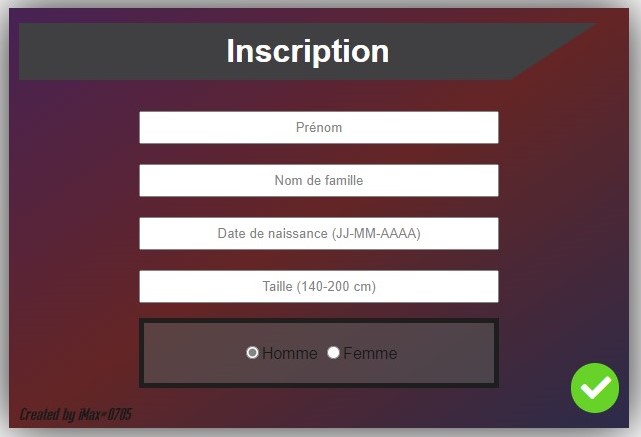 Inscription
Prénom
Nom de famille
Date de naissance (JJ-MM-AAAA)
Taille (140-200 cm)
Homme Femme
Created by iMax#0705